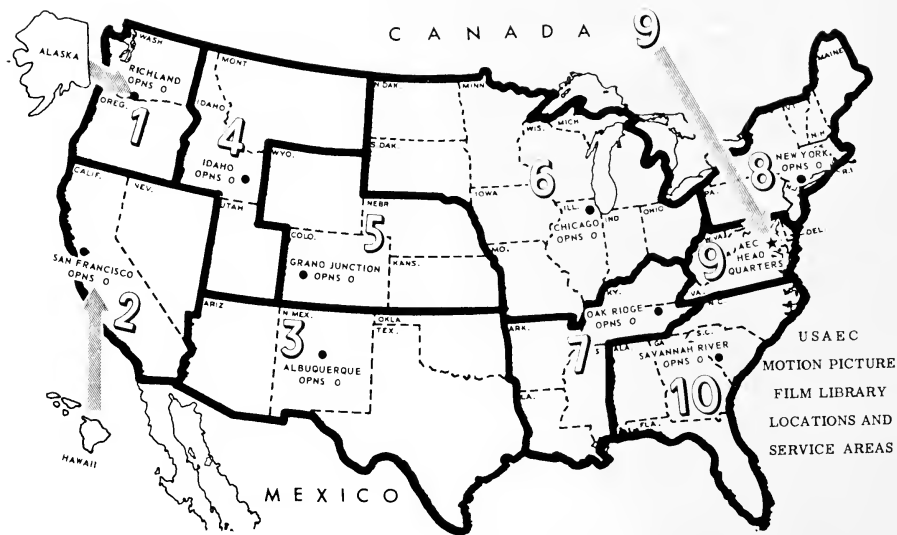 CANADA
9
ALASKA
WASH
RICHLAND
OPNS O
OREG.
1
MONT
IDAHO
4
IDAHO
OPNS O
WYO.
UTAH
N DAK.
S DAK.
MINN
WIS.
MICH
6
IOWA
ILL.
IND
OHIO
CHICAGO
OPNS O
MAINE
VT
N.H.
R.I
8
NEW YORK
OPNS O
N.J.
PA.
W.VA.
DEL
9
AEC
HEAD
QUARTERS
VA.
CALIF.
NEV.
SAN FRANCISCO
OPNS O
2
NEBR
5
COLO.
GRAND JUNCTION
OPNS O
KANS.
MO.
KY.
OAK RIDGE
OPNS O
N.C.
ARIZ
N MEX.
3
ALBUQUERQUE
OPNS O
OKLA
TEX.
ARK.
7
S
LA.
ALA
GA
S.C.
SAVANNAH RIVER
OPNS O
10
FLA.
HAWAII
MEXICO
USAEC
MOTION PICTURE
FILM LIBRARY
LOCATIONS AND
SERVICE AREAS